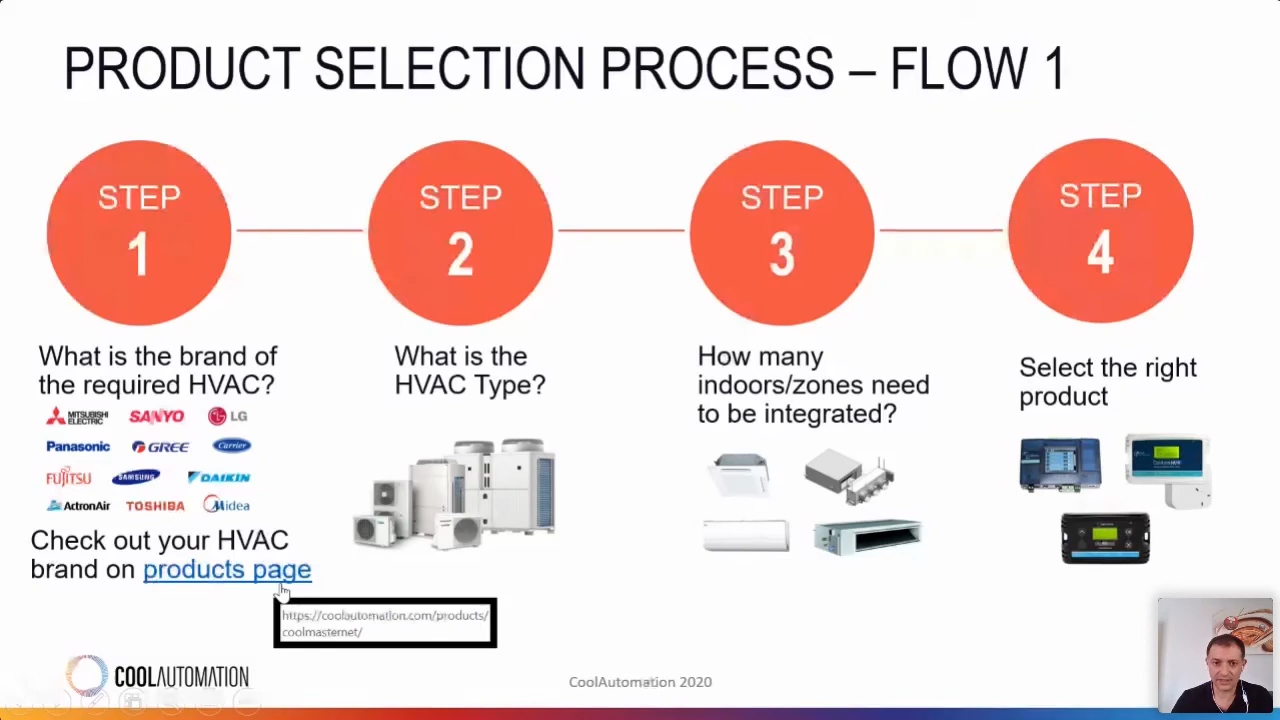 PRODUCT SELECTION PROCESS – FLOW 1
STEP
1
STEP
2
STEP
3
STEP
4
What is the brand of
the required HVAC?
MITSUBISHI
ELECTRIC
SANYO
LG
Panasonic
GREE
Carrier
FUJITSU
SAMSUNG
DAIKIN
ActronAir
TOSHIBA
Midea
Check out your HVAC
brand on products page
https://coolautomation.com/products/
coolmasternet/
What is the
HVAC Type?
How many
indoors/zones need
to be integrated?
Select the right
product
COOLAUTOMATION
CoolAutomation 2020